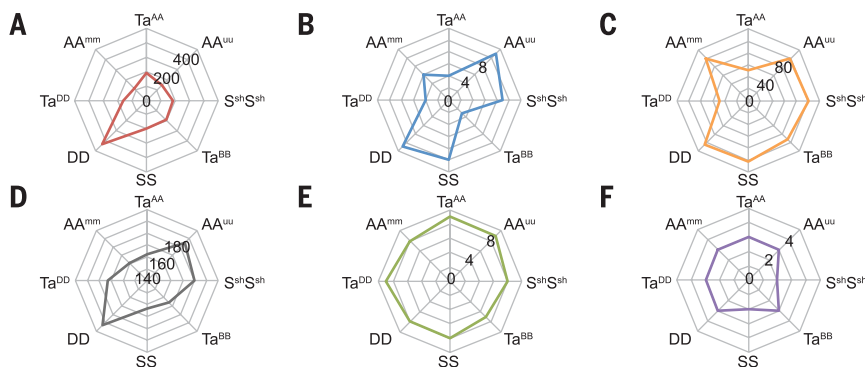 A
Ta^AA
AA^mm
AA^uu
400
200
0
Ta^DD
S^shS^sh
DD
Ta^BB
SS
B
Ta^AA
AA^mm
AA^uu
8
4
0
Ta^DD
S^shS^sh
DD
Ta^BB
SS
C
Ta^AA
AA^mm
AA^uu
80
40
0
Ta^DD
S^shS^sh
DD
Ta^BB
SS
D
Ta^AA
AA^mm
AA^uu
180
160
140
Ta^DD
S^shS^sh
DD
Ta^BB
SS
E
Ta^AA
AA^mm
AA^uu
8
4
0
Ta^DD
S^shS^sh
DD
Ta^BB
SS
F
Ta^AA
AA^mm
AA^uu
4
2
0
Ta^DD
S^shS^sh
DD
Ta^BB
SS